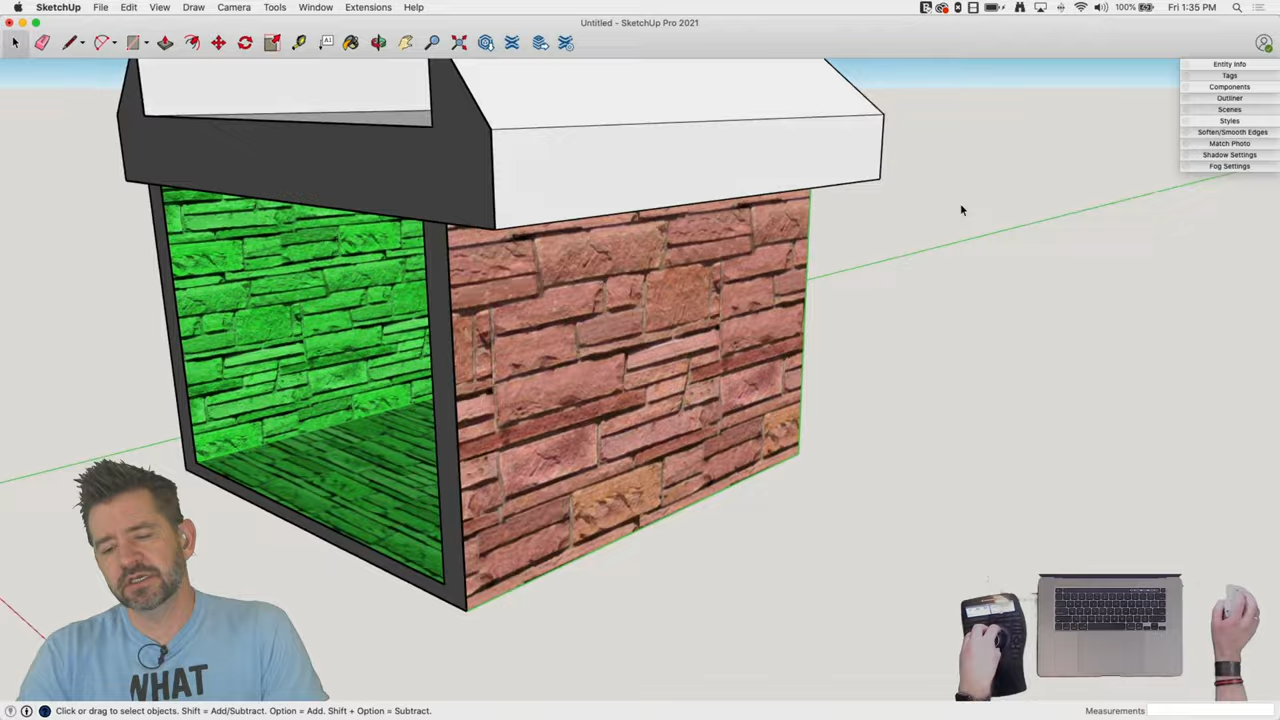 SketchUp File Edit View Draw Camera Tools Window Extensions Help 100% Fri 1:35 PM
Untitled - SketchUp Pro 2021
Entity Info
Tags
Components
Outliner
Scenes
Styles
Soften/Smooth Edges
Match Photo
Shadow Settings
Fog Settings
WHAT
Click or drag to select objects. Shift = Add/Subtract. Option = Add. Shift + Option = Subtract.
Measurements